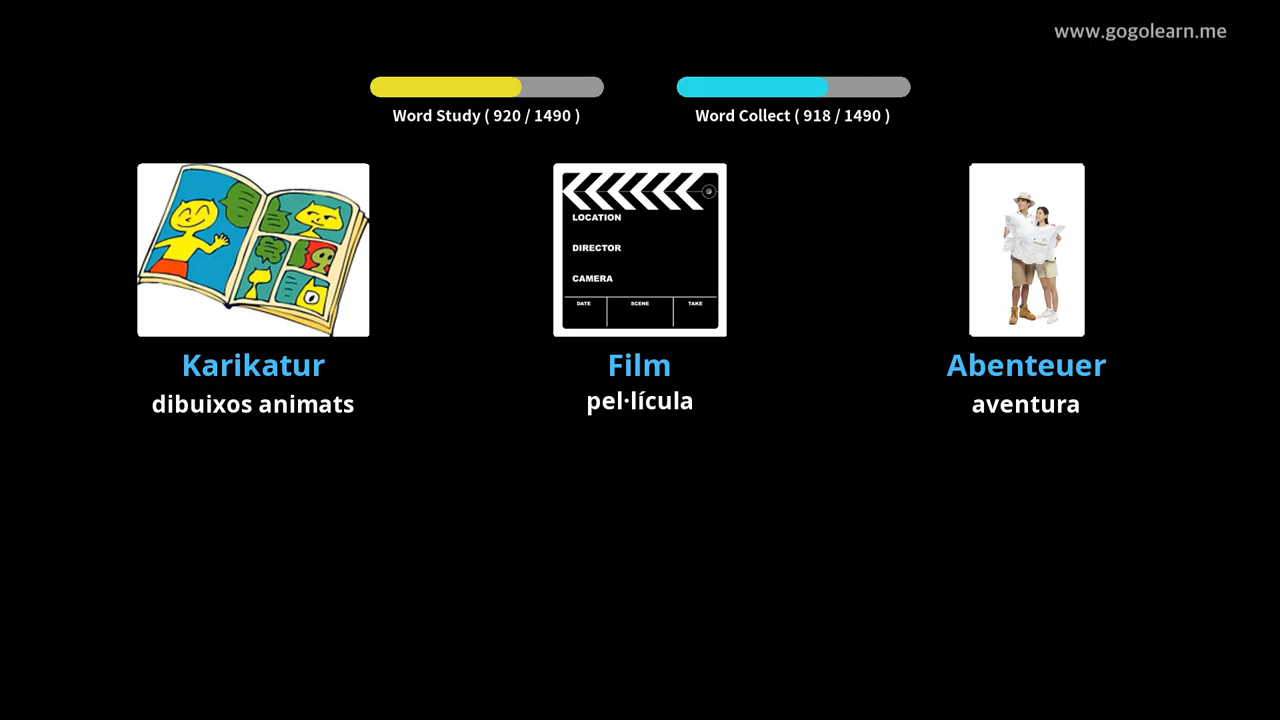 www.gogolearn.me
Word Study ( 920 / 1490 )
Word Collect ( 918 / 1490 )
LOCATION
DIRECTOR
CAMERA
DATE SCENE TAKE
Karikatur
dibuixos animats
Film
pel·lícula
Abenteuer
aventura